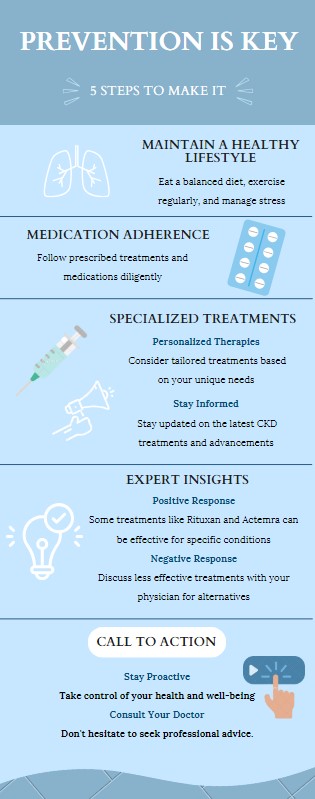 PREVENTION IS KEY
5 STEPS TO MAKE IT
MAINTAIN A HEALTHY
LIFESTYLE
Eat a balanced diet, exercise
regularly, and manage stress
MEDICATION ADHERENCE
Follow prescribed treatments and
medications diligently
SPECIALIZED TREATMENTS
Personalized Therapies
Consider tailored treatments based
on your unique needs
Stay Informed
Stay updated on the latest CKD
treatments and advancements
EXPERT INSIGHTS
Positive Response
Some treatments like Rituxan and Actemra can
be effective for specific conditions
Negative Response
Discuss less effective treatments with your
physician for alternatives
CALL TO ACTION
Stay Proactive
Take control of your health and well-being
Consult Your Doctor
Don't hesitate to seek professional advice.